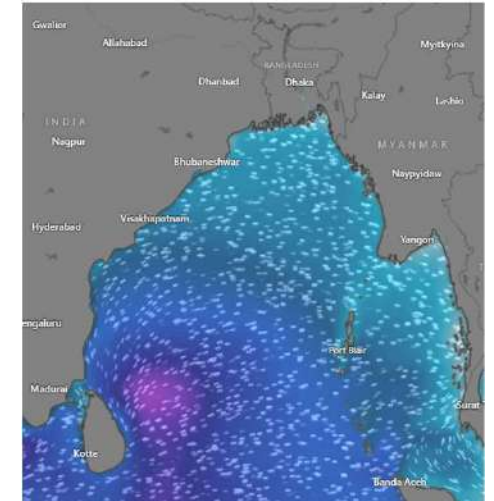 Gwalior
Allahabad
Myitkyina
BANGLADESH
Dhanbad
Dhaka
Kalay
Lashio
INDIA
Nagpur
MYANMAR
Bhubaneshwar
Naypyidaw
Visakhapatnam
Hyderabad
Yangon
engaluru
Port Blair
Madurai
Surat
Kotte
Banda Aceh